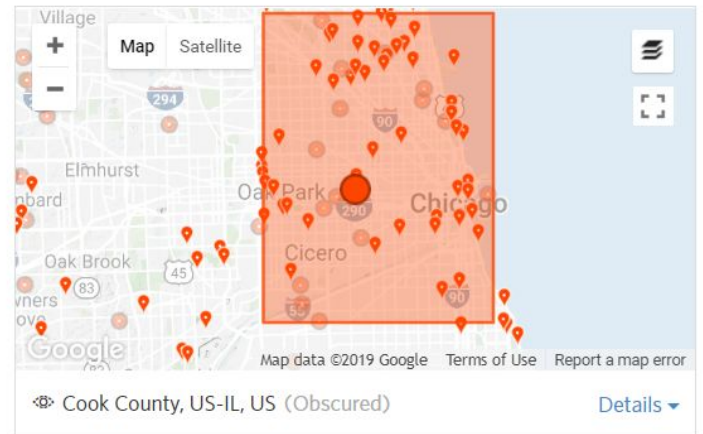 Village
+
Map Satellite
−
294
90
Elmhurst
Oak Park
Chicago
290
Cicero
Oak Brook
45
83
90
Google
Map data ©2019 Google Terms of Use Report a map error
Cook County, US-IL, US (Obscured) Details